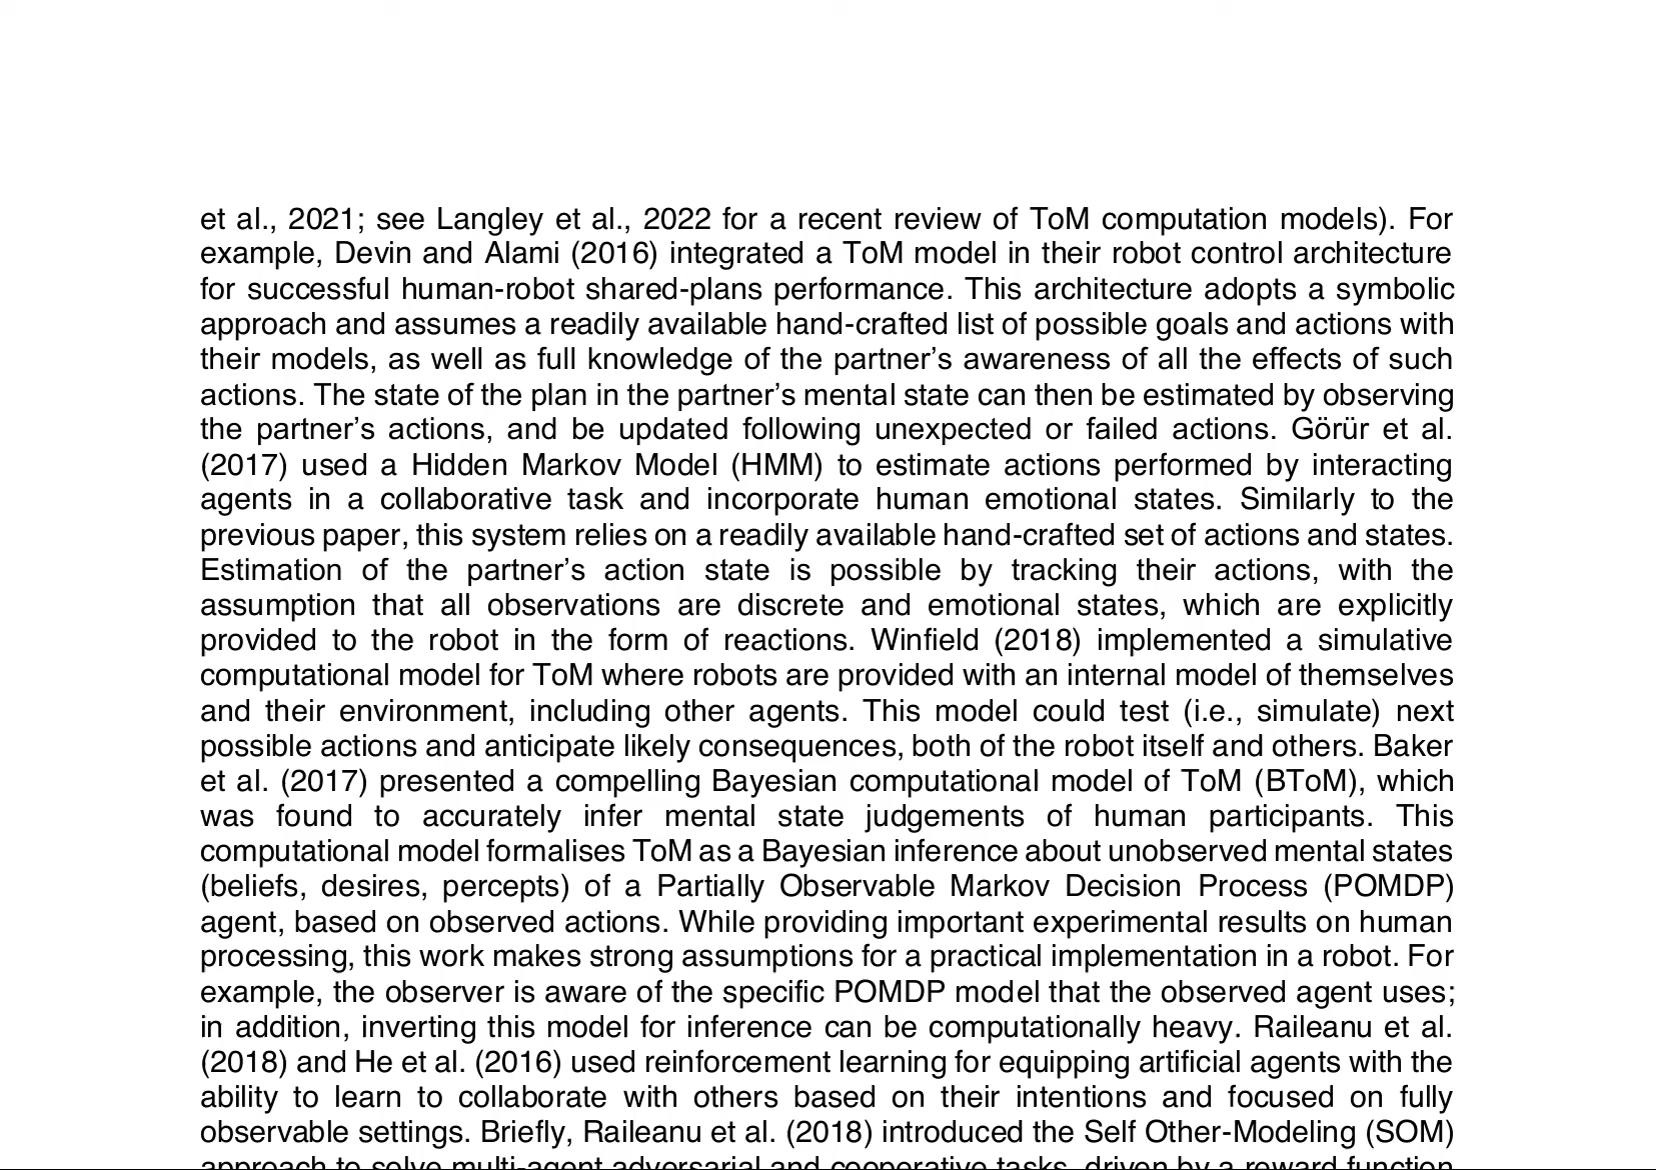 et al., 2021; see Langley et al., 2022 for a recent review of ToM computation models). For
example, Devin and Alami (2016) integrated a ToM model in their robot control architecture
for successful human-robot shared-plans performance. This architecture adopts a symbolic
approach and assumes a readily available hand-crafted list of possible goals and actions with
their models, as well as full knowledge of the partner’s awareness of all the effects of such
actions. The state of the plan in the partner’s mental state can then be estimated by observing
the partner’s actions, and be updated following unexpected or failed actions. Görür et al.
(2017) used a Hidden Markov Model (HMM) to estimate actions performed by interacting
agents in a collaborative task and incorporate human emotional states. Similarly to the
previous paper, this system relies on a readily available hand-crafted set of actions and states.
Estimation of the partner’s action state is possible by tracking their actions, with the
assumption that all observations are discrete and emotional states, which are explicitly
provided to the robot in the form of reactions. Winfield (2018) implemented a simulative
computational model for ToM where robots are provided with an internal model of themselves
and their environment, including other agents. This model could test (i.e., simulate) next
possible actions and anticipate likely consequences, both of the robot itself and others. Baker
et al. (2017) presented a compelling Bayesian computational model of ToM (BToM), which
was found to accurately infer mental state judgements of human participants. This
computational model formalises ToM as a Bayesian inference about unobserved mental states
(beliefs, desires, percepts) of a Partially Observable Markov Decision Process (POMDP)
agent, based on observed actions. While providing important experimental results on human
processing, this work makes strong assumptions for a practical implementation in a robot. For
example, the observer is aware of the specific POMDP model that the observed agent uses;
in addition, inverting this model for inference can be computationally heavy. Raileanu et al.
(2018) and He et al. (2016) used reinforcement learning for equipping artificial agents with the
ability to learn to collaborate with others based on their intentions and focused on fully
observable settings. Briefly, Raileanu et al. (2018) introduced the Self Other-Modeling (SOM)
approach to solve multi-agent adversarial and cooperative tasks, driven by a reward function